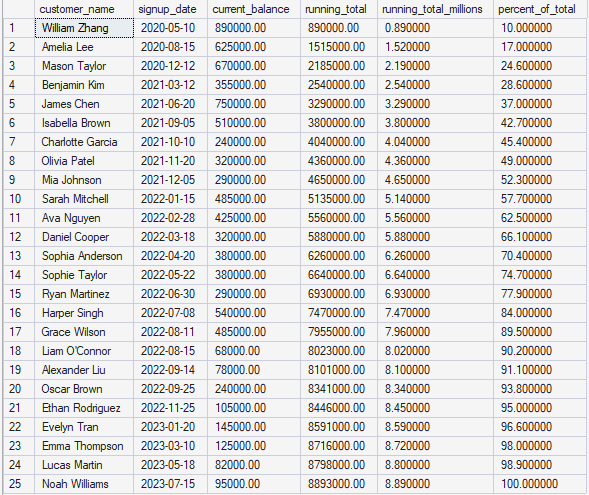 customer_name signup_date current_balance running_total running_total_millions percent_of_total
1 William Zhang 2020-05-10 890000.00 890000.00 0.890000 10.000000
2 Amelia Lee 2020-08-15 625000.00 1515000.00 1.520000 17.000000
3 Mason Taylor 2020-12-12 670000.00 2185000.00 2.190000 24.600000
4 Benjamin Kim 2021-03-12 355000.00 2540000.00 2.540000 28.600000
5 James Chen 2021-06-20 750000.00 3290000.00 3.290000 37.000000
6 Isabella Brown 2021-09-05 510000.00 3800000.00 3.800000 42.700000
7 Charlotte Garcia 2021-10-10 240000.00 4040000.00 4.040000 45.400000
8 Olivia Patel 2021-11-20 320000.00 4360000.00 4.360000 49.000000
9 Mia Johnson 2021-12-05 290000.00 4650000.00 4.650000 52.300000
10 Sarah Mitchell 2022-01-15 485000.00 5135000.00 5.140000 57.700000
11 Ava Nguyen 2022-02-28 425000.00 5560000.00 5.560000 62.500000
12 Daniel Cooper 2022-03-18 320000.00 5880000.00 5.880000 66.100000
13 Sophia Anderson 2022-04-20 380000.00 6260000.00 6.260000 70.400000
14 Sophie Taylor 2022-05-22 380000.00 6640000.00 6.640000 74.700000
15 Ryan Martinez 2022-06-30 290000.00 6930000.00 6.930000 77.900000
16 Harper Singh 2022-07-08 540000.00 7470000.00 7.470000 84.000000
17 Grace Wilson 2022-08-11 485000.00 7955000.00 7.960000 89.500000
18 Liam O'Connor 2022-08-15 68000.00 8023000.00 8.020000 90.200000
19 Alexander Liu 2022-09-14 78000.00 8101000.00 8.100000 91.100000
20 Oscar Brown 2022-09-25 240000.00 8341000.00 8.340000 93.800000
21 Ethan Rodriguez 2022-11-25 105000.00 8446000.00 8.450000 95.000000
22 Evelyn Tran 2023-01-20 145000.00 8591000.00 8.590000 96.600000
23 Emma Thompson 2023-03-10 125000.00 8716000.00 8.720000 98.000000
24 Lucas Martin 2023-05-18 82000.00 8798000.00 8.800000 98.900000
25 Noah Williams 2023-07-15 95000.00 8893000.00 8.890000 100.000000